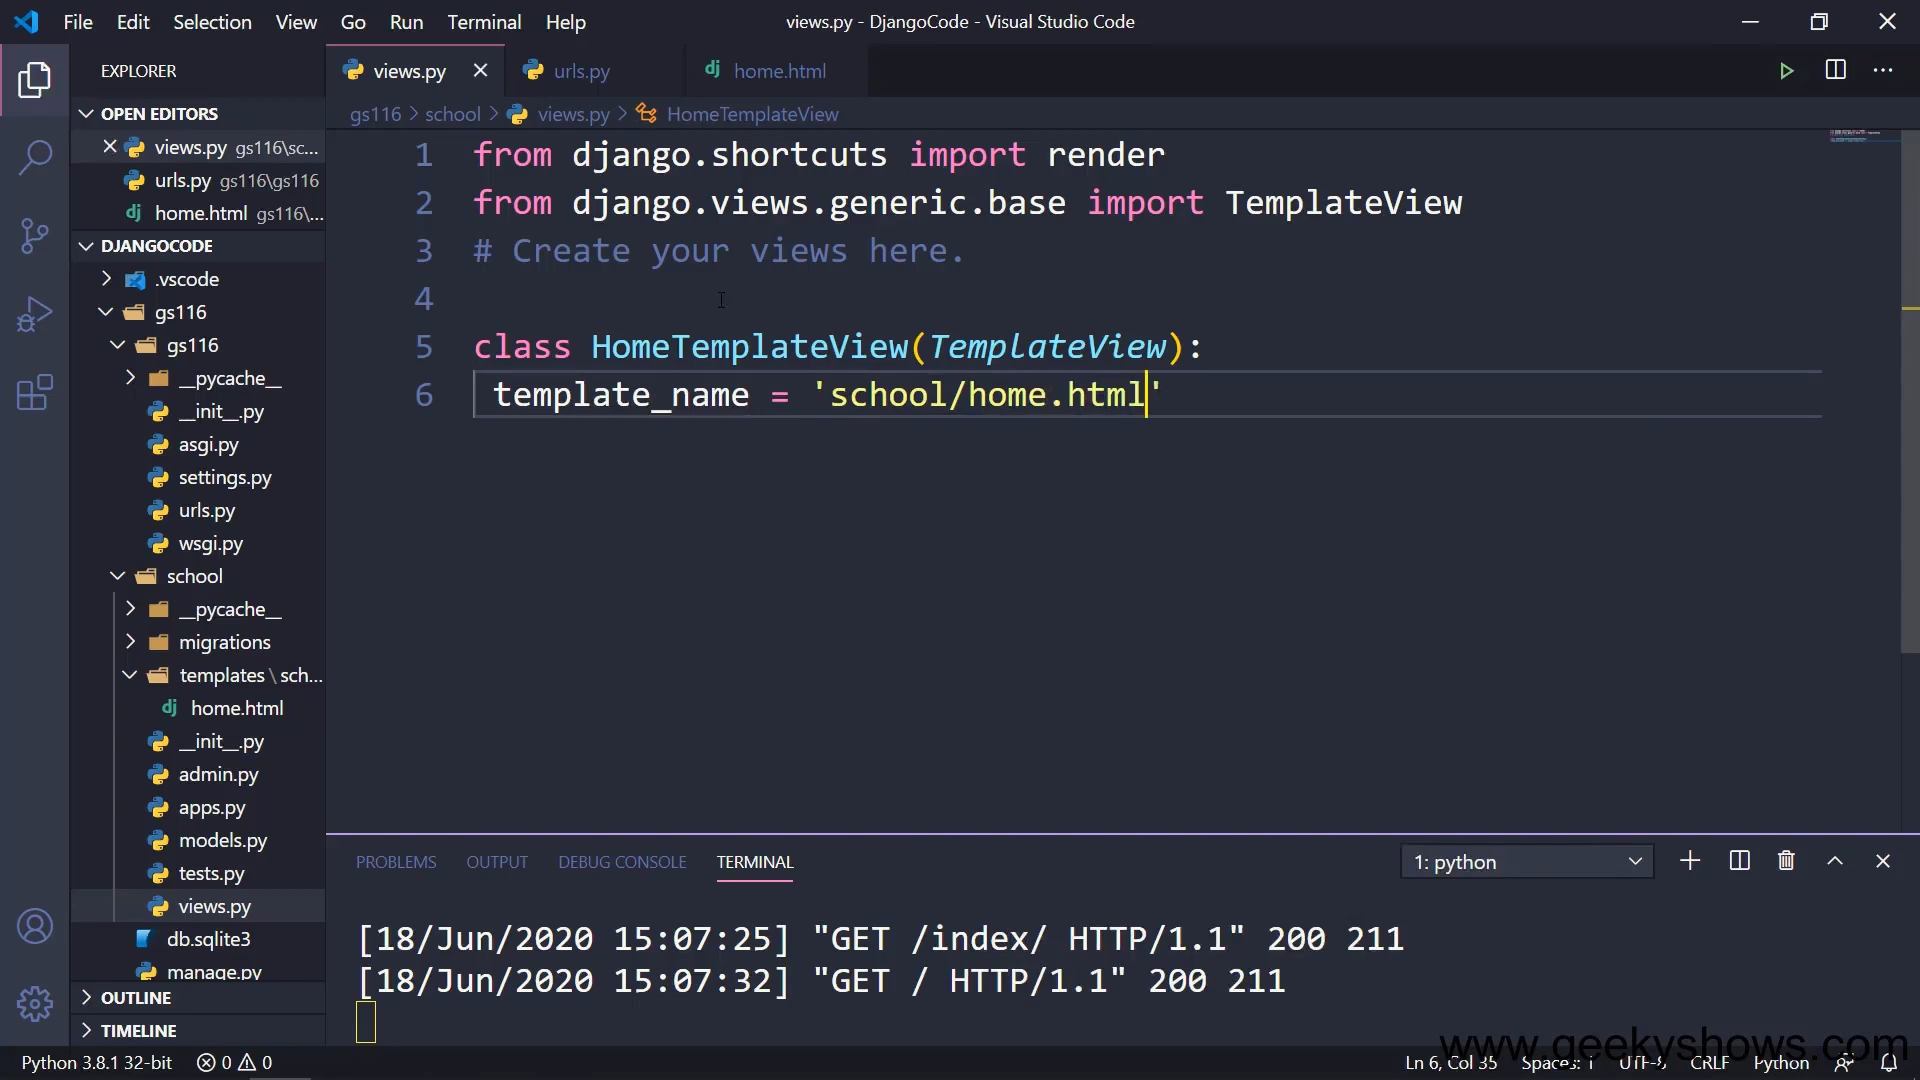 File Edit Selection View Go Run Terminal Help
views.py - DjangoCode - Visual Studio Code
EXPLORER
OPEN EDITORS
views.py gs116\sc...
urls.py gs116\gs116
home.html gs116\...
DJANGOCODE
.vscode
gs116
gs116
__pycache__
__init__.py
asgi.py
settings.py
urls.py
wsgi.py
school
__pycache__
migrations
templates\sch...
home.html
__init__.py
admin.py
apps.py
models.py
tests.py
views.py
db.sqlite3
manage.py
OUTLINE
TIMELINE
views.py urls.py home.html
gs116 > school > views.py > HomeTemplateView
1 from django.shortcuts import render
2 from django.views.generic.base import TemplateView
3 # Create your views here.
4
5 class HomeTemplateView(TemplateView):
6 template_name = 'school/home.html'
PROBLEMS OUTPUT DEBUG CONSOLE TERMINAL 1: python
[18/Jun/2020 15:07:25] "GET /index/ HTTP/1.1" 200 211
[18/Jun/2020 15:07:32] "GET / HTTP/1.1" 200 211
www.geekyshows.com
Python 3.8.1 32-bit 0 0 Ln 6, Col 35 Spaces: 1 UTF-8 CRLF Python